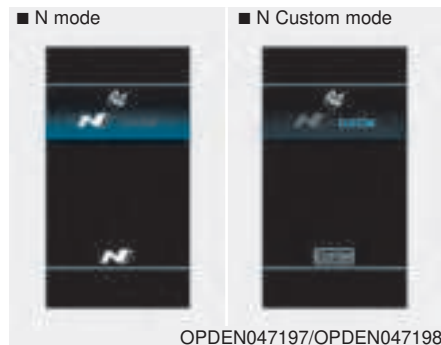 ■ N mode
■ N Custom mode
N
N
N
OPDEN047197/OPDEN047198